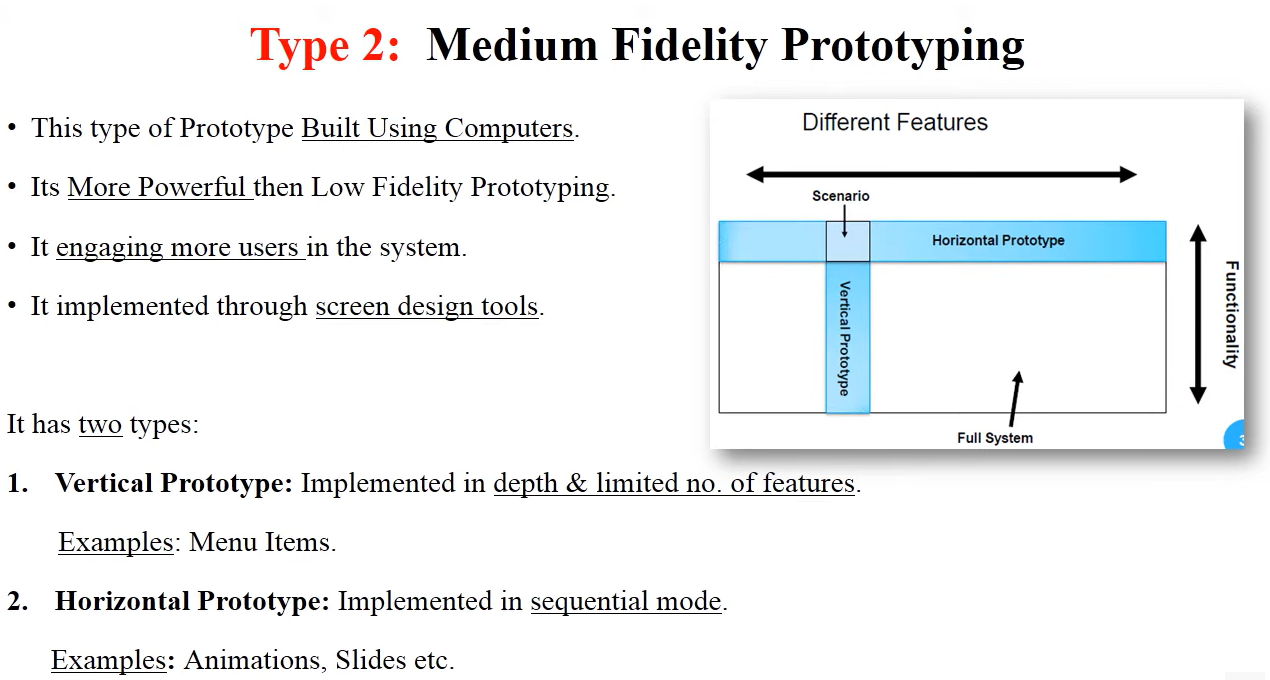 Type 2: Medium Fidelity Prototyping
• This type of Prototype Built Using Computers.
• Its More Powerful then Low Fidelity Prototyping.
• It engaging more users in the system.
• It implemented through screen design tools.
Different Features
Scenario
Horizontal Prototype
Vertical Prototype
Functionality
Full System
3
It has two types:
1. Vertical Prototype: Implemented in depth & limited no. of features.
Examples: Menu Items.
2. Horizontal Prototype: Implemented in sequential mode.
Examples: Animations, Slides etc.